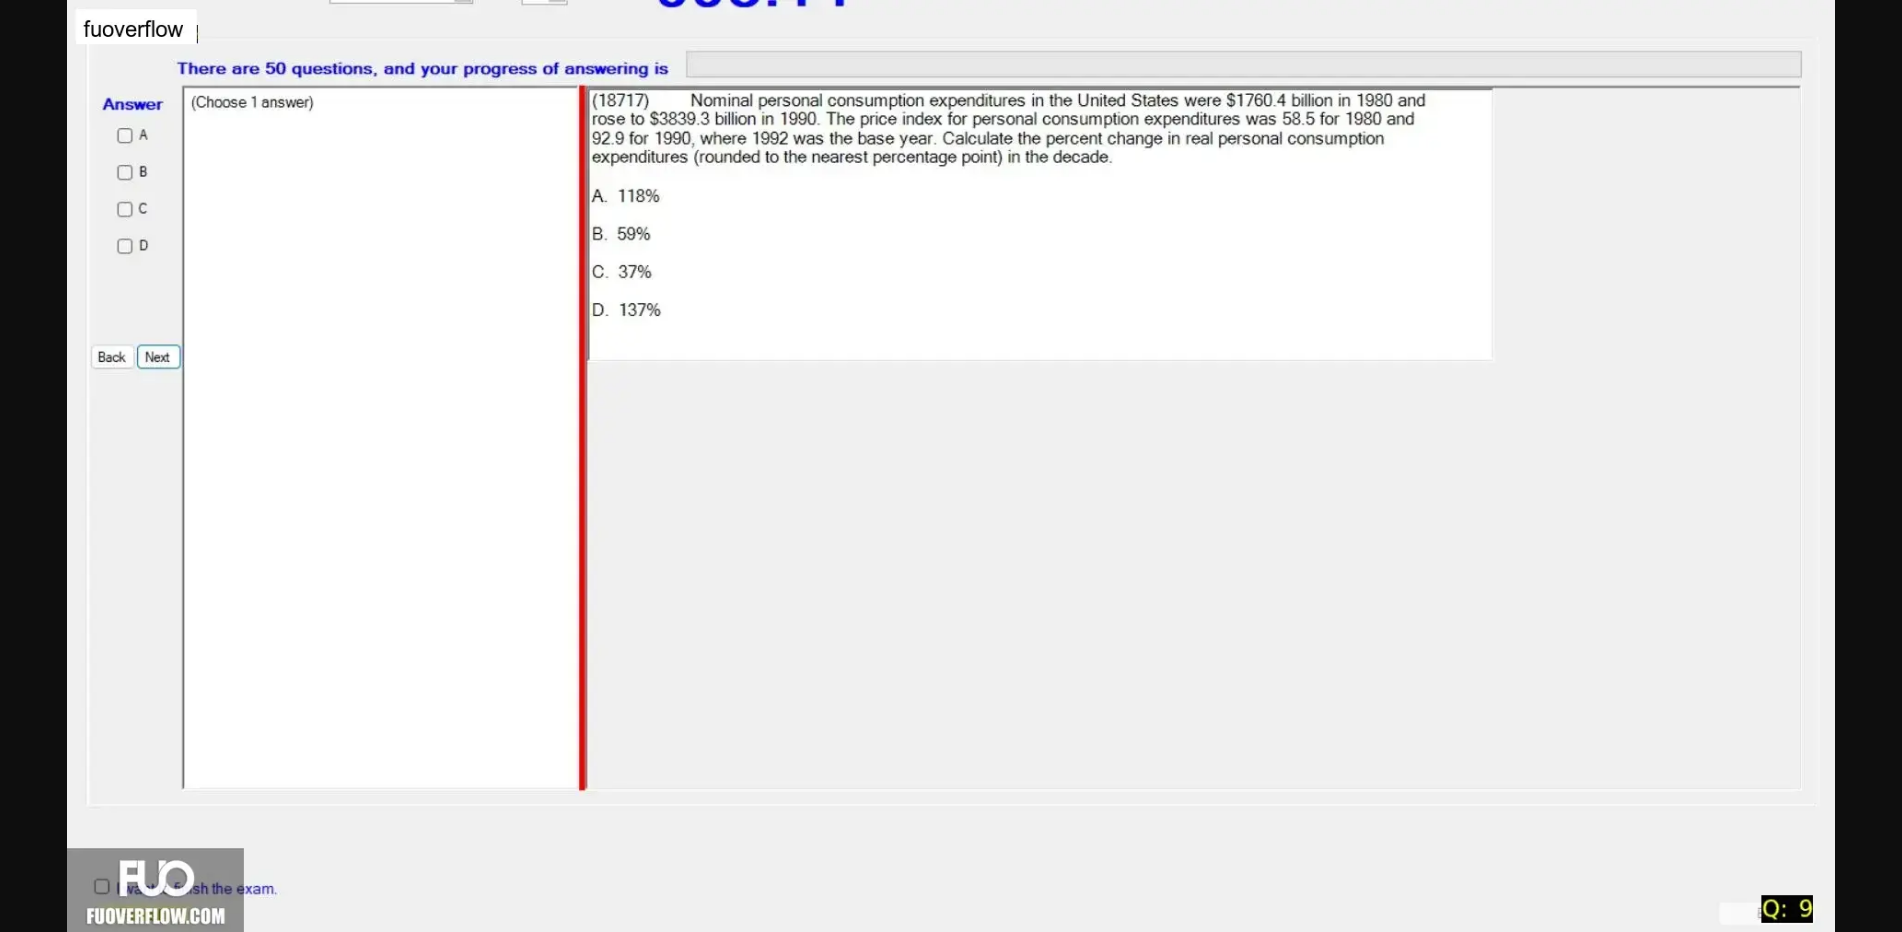 fuoverflow
There are 50 questions, and your progress of answering is
Answer
(Choose 1 answer)
A
B
C
D
Back Next
(18717) Nominal personal consumption expenditures in the United States were $1760.4 billion in 1980 and
rose to $3839.3 billion in 1990. The price index for personal consumption expenditures was 58.5 for 1980 and
92.9 for 1990, where 1992 was the base year. Calculate the percent change in real personal consumption
expenditures (rounded to the nearest percentage point) in the decade.
A. 118%
B. 59%
C. 37%
D. 137%
sh the exam.
FUO
FUOVERFLOW.COM
Q: 9